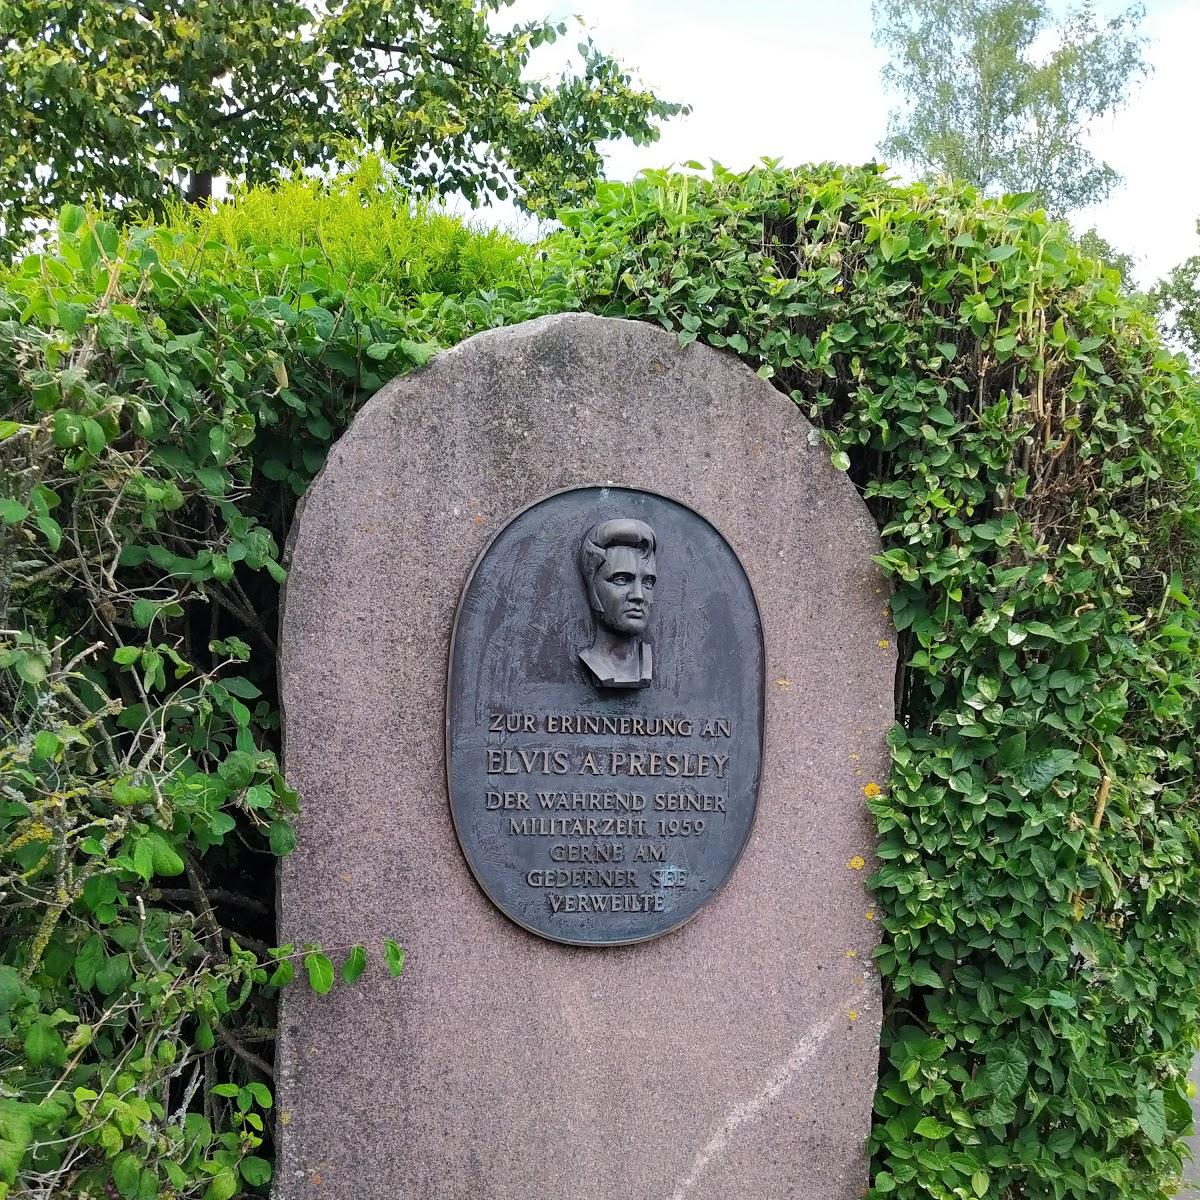 ZUR ERINNERUNG AN
ELVIS A. PRESLEY
DER WÄHREND SEINER
MILITÄRZEIT 1959
GERNE AM
GEDERNER SEE
VERWEILTE